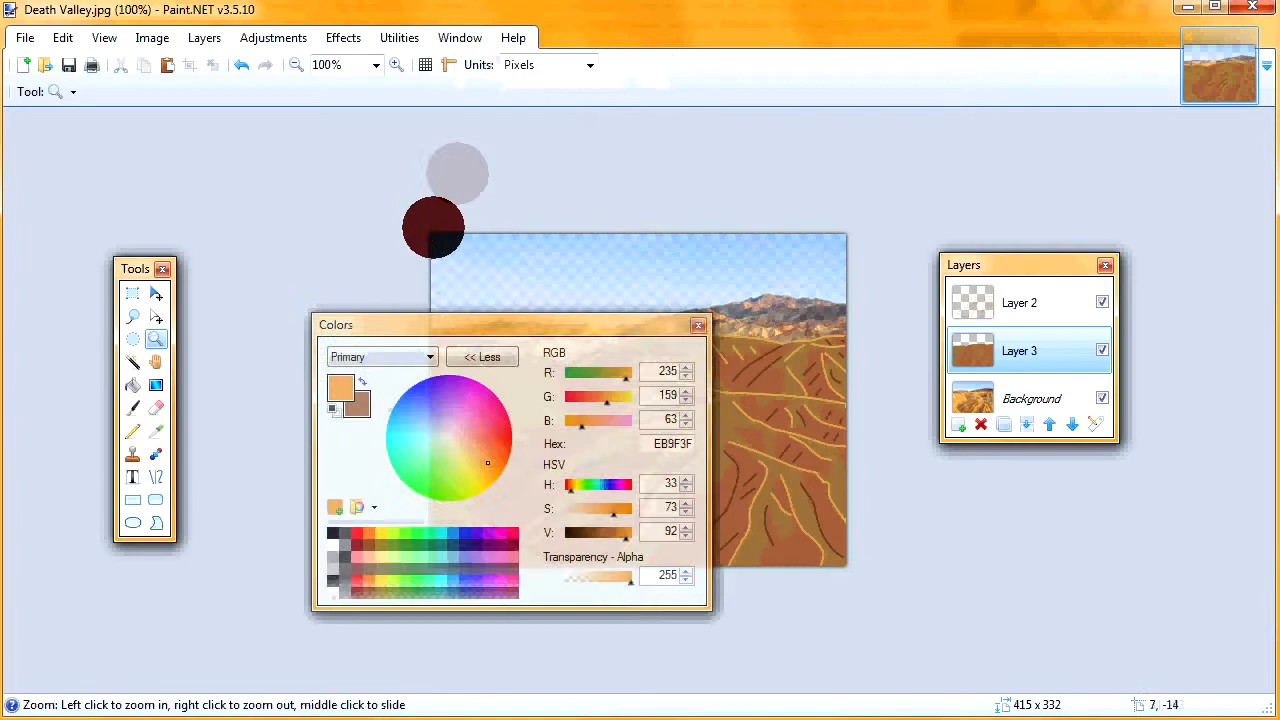 Death Valley.jpg (100%) - Paint.NET v3.5.10
File Edit View Image Layers Adjustments Effects Utilities Window Help
100% Units: Pixels
Tool:
Tools
Colors
Primary << Less
RGB
R: 235
G: 159
B: 63
Hex: EB9F3F
HSV
H: 33
S: 73
V: 92
Transparency - Alpha
255
Layers
Layer 2
Layer 3
Background
Zoom: Left click to zoom in, right click to zoom out, middle click to slide
415 x 332
7, -143